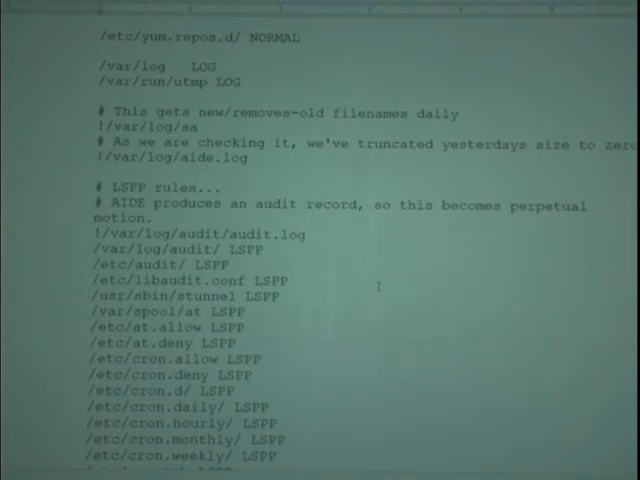 /etc/yum.repos.d/ NORMAL
/var/log LOG
/var/run/utmp LOG
# This gets new/removes-old filenames daily
!/var/log/sa
# As we are checking it, we've truncated yesterdays size to zero
!/var/log/aide.log
# LSPP rules...
# AIDE produces an audit record, so this becomes perpetual
motion.
!/var/log/audit/audit.log
/var/log/audit/ LSPP
/etc/audit/ LSPP
/etc/libaudit.conf LSPP
/usr/sbin/stunnel LSPP
/var/spool/at LSPP
/etc/at.allow LSPP
/etc/at.deny LSPP
/etc/cron.allow LSPP
/etc/cron.deny LSPP
/etc/cron.d/ LSPP
/etc/cron.daily/ LSPP
/etc/cron.hourly/ LSPP
/etc/cron.monthly/ LSPP
/etc/cron.weekly/ LSPP